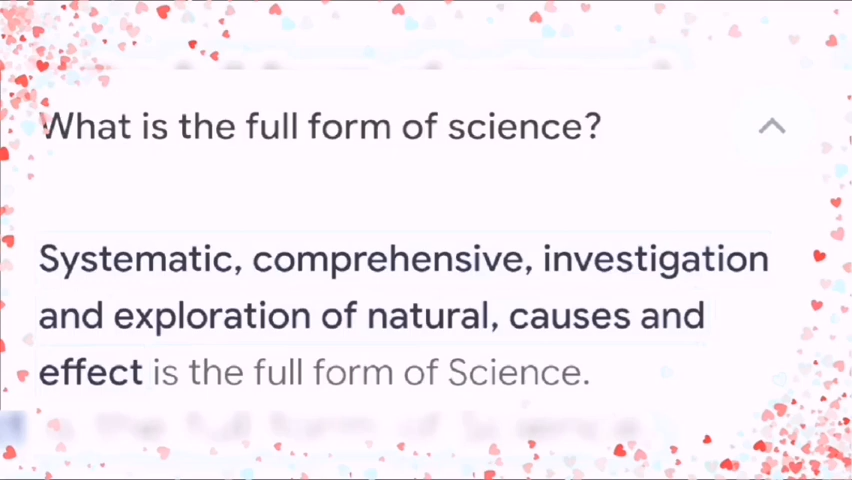 What is the full form of science?
Systematic, comprehensive, investigation
and exploration of natural, causes and
effect is the full form of Science.